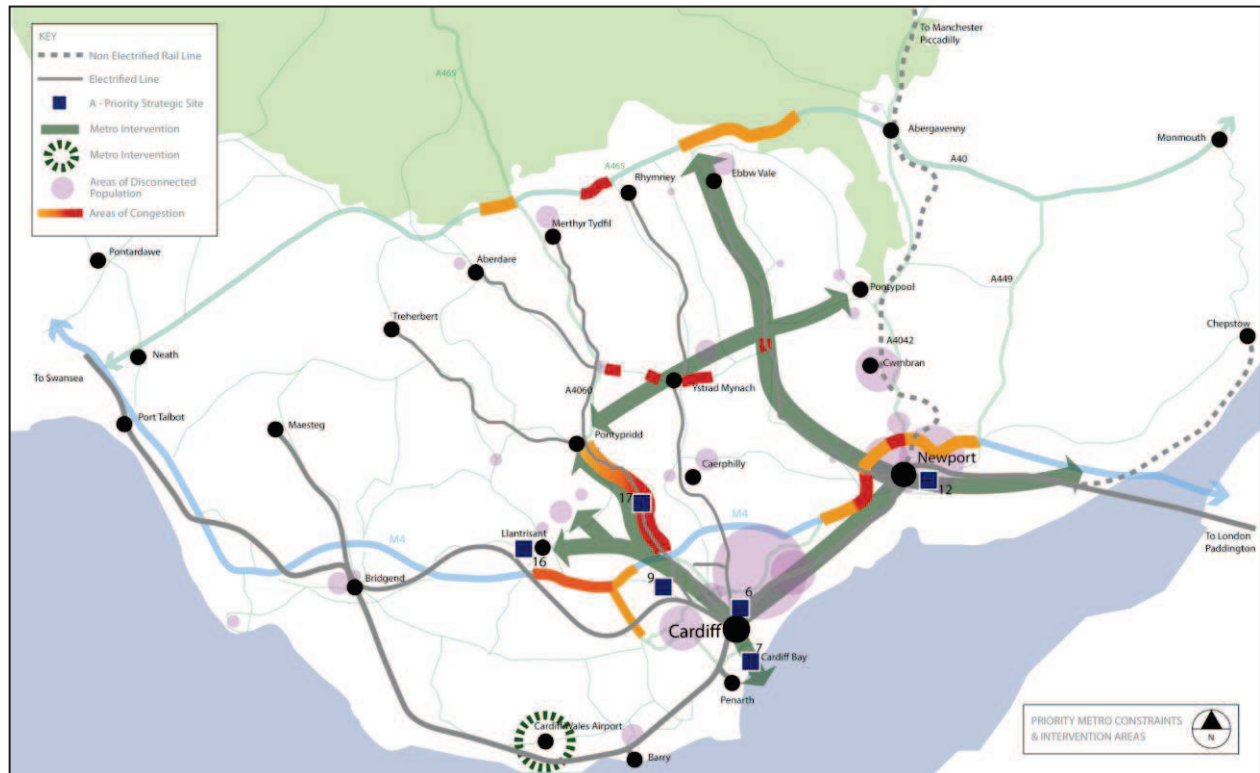 KEY
Non Electrified Rail Line
Electrified Line
A - Priority Strategic Site
Metro Intervention
Metro Intervention
Areas of Disconnected
Population
Areas of Congestion
To Manchester
Piccadilly
A465
Abergavenny
Monmouth
A40
A465
Rhymney
Ebbw Vale
Merthyr Tydfil
Pontardawe
Aberdare
A449
Pontypool
Treherbert
Chepstow
A4042
Neath
Cwmbran
To Swansea
A4060
Ystrad Mynach
Port Talbot
Maesteg
Pontypridd
Newport
Caerphilly
12
17
M4
Llantrisant
To London
Paddington
M4
16
Bridgend
9
6
Cardiff
7
Cardiff Bay
Penarth
Cardiff Wales Airport
Barry
PRIORITY METRO CONSTRAINTS
& INTERVENTION AREAS
N